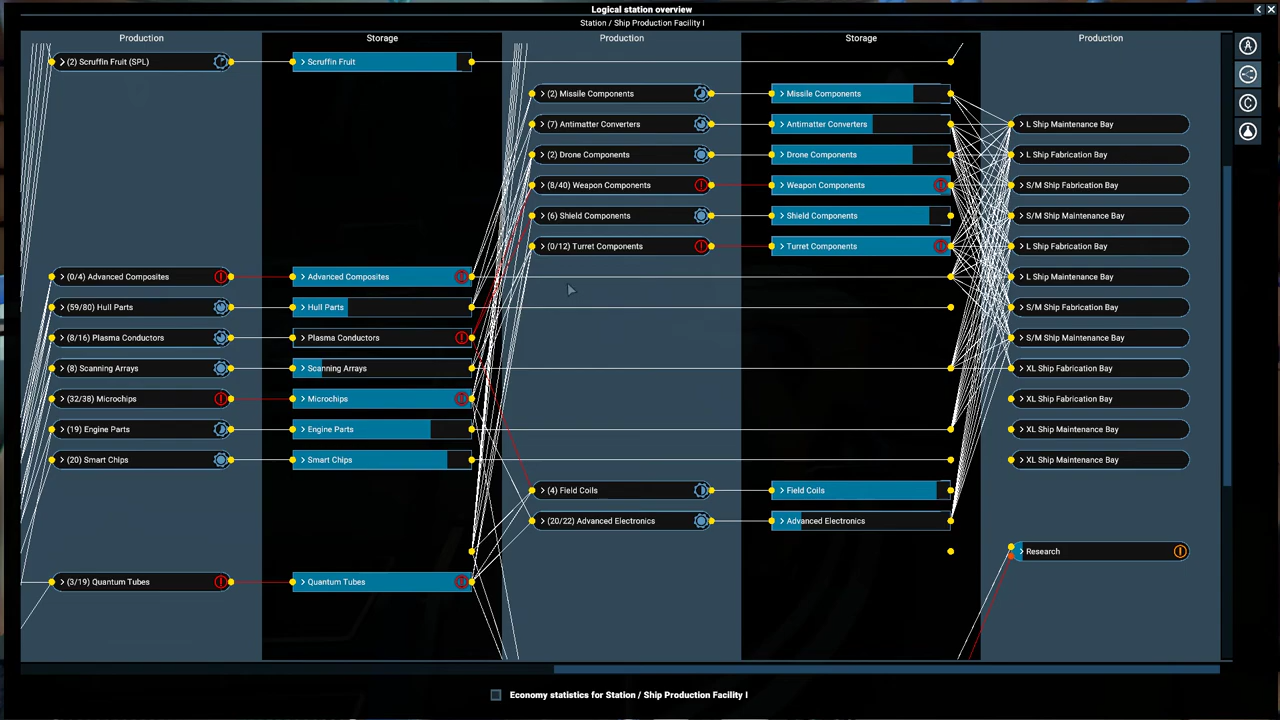 Logical station overview
Station / Ship Production Facility I
Production
Storage
Production
Storage
Production
(2) Scruffin Fruit (SPL)
Scruffin Fruit
(2) Missile Components
Missile Components
(7) Antimatter Converters
Antimatter Converters
L Ship Maintenance Bay
(2) Drone Components
Drone Components
L Ship Fabrication Bay
(8/40) Weapon Components
Weapon Components
S/M Ship Fabrication Bay
(6) Shield Components
Shield Components
S/M Ship Maintenance Bay
(0/12) Turret Components
Turret Components
L Ship Fabrication Bay
(0/4) Advanced Composites
Advanced Composites
L Ship Maintenance Bay
(59/80) Hull Parts
Hull Parts
S/M Ship Fabrication Bay
(8/16) Plasma Conductors
Plasma Conductors
S/M Ship Maintenance Bay
(8) Scanning Arrays
Scanning Arrays
XL Ship Fabrication Bay
(32/38) Microchips
Microchips
XL Ship Fabrication Bay
(19) Engine Parts
Engine Parts
XL Ship Maintenance Bay
(20) Smart Chips
Smart Chips
XL Ship Maintenance Bay
(4) Field Coils
Field Coils
(20/22) Advanced Electronics
Advanced Electronics
Research
(3/19) Quantum Tubes
Quantum Tubes
Economy statistics for Station / Ship Production Facility I